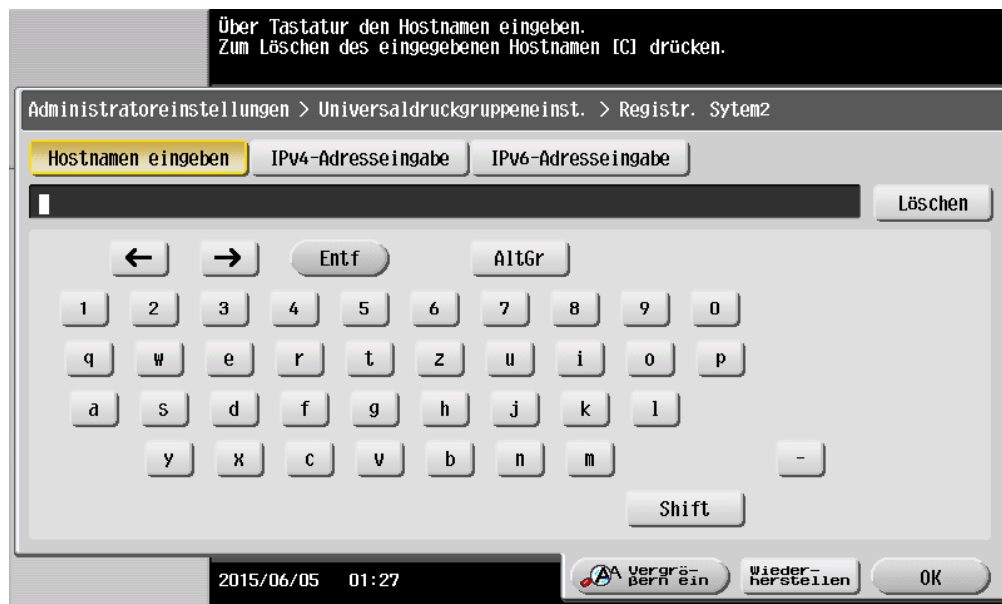 Über Tastatur den Hostnamen eingeben.
Zum Löschen des eingegebenen Hostnamen [C] drücken.
Administratoreinstellungen > Universaldruckgruppeneinst. > Registr. Sytem2
Hostnamen eingeben IPv4-Adresseingabe IPv6-Adresseingabe
Löschen
← → Entf AltGr
1 2 3 4 5 6 7 8 9 0
q w e r t z u i o p
a s d f g h j k l
y x c v b n m -
Shift
2015/06/05 01:27
AA Vergrö-
ßern ein
Wieder-
herstellen
OK